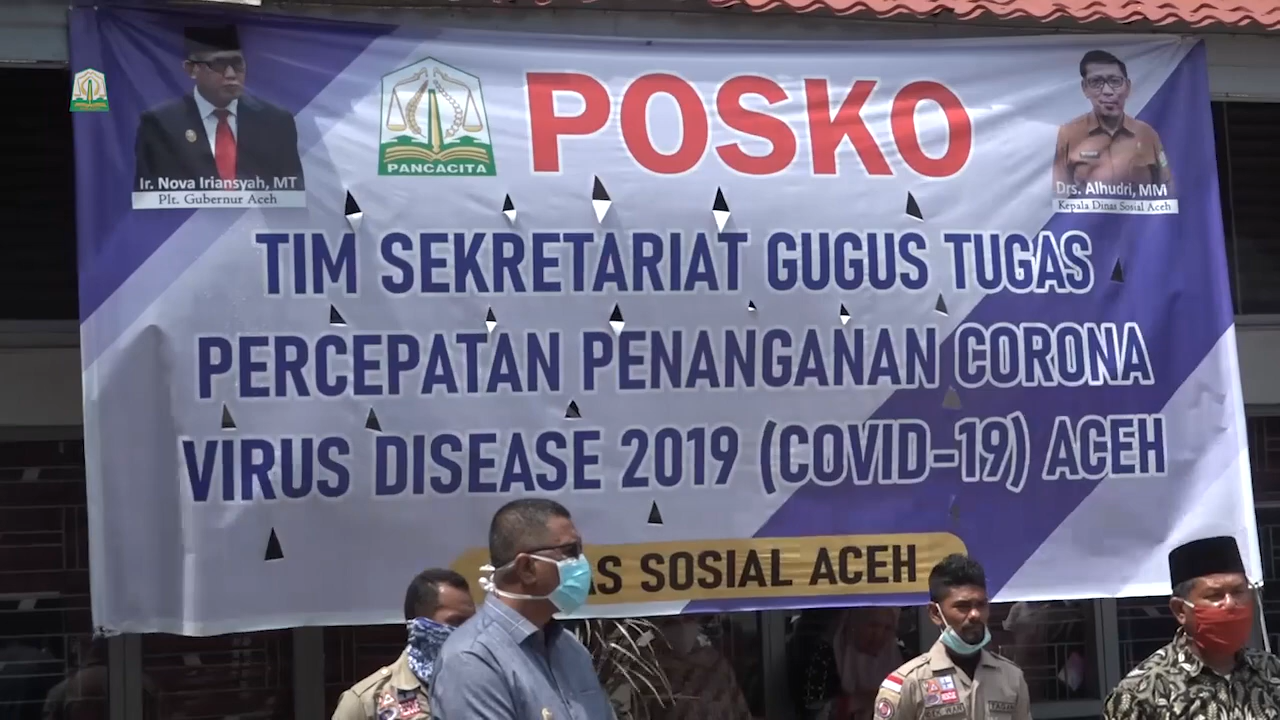 PANCACITA
POSKO
Ir. Nova Iriansyah, MT
Plt. Gubernur Aceh
Drs. Alhudri, MM
Kepala Dinas Sosial Aceh
TIM SEKRETARIAT GUGUS TUGAS
PERCEPATAN PENANGANAN CORONA
VIRUS DISEASE 2019 (COVID-19) ACEH
SOSIAL ACEH